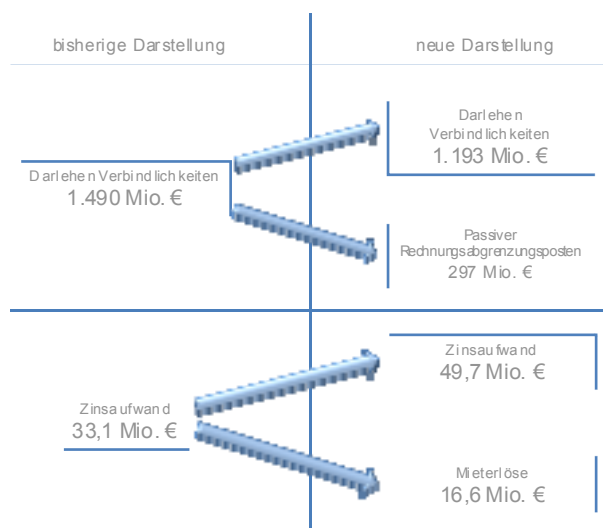 bisherige Darstellung
neue Darstellung
Darlehen Verbindlichkeiten
1.490 Mio. €
Darlehen
Verbindlichkeiten
1.193 Mio. €
Passiver
Rechnungsabgrenzungsposten
297 Mio. €
Zinsaufwand
33,1 Mio. €
Zinsaufwand
49,7 Mio. €
Mieterlöse
16,6 Mio. €